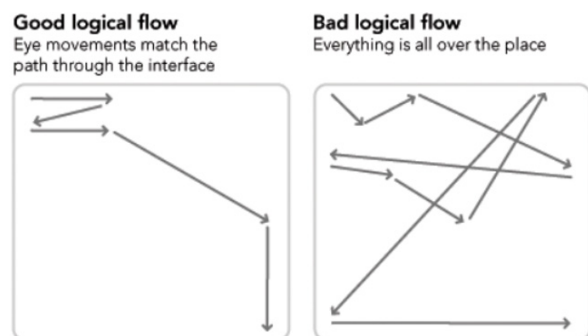 Good logical flow
Eye movements match the
path through the interface
Bad logical flow
Everything is all over the place